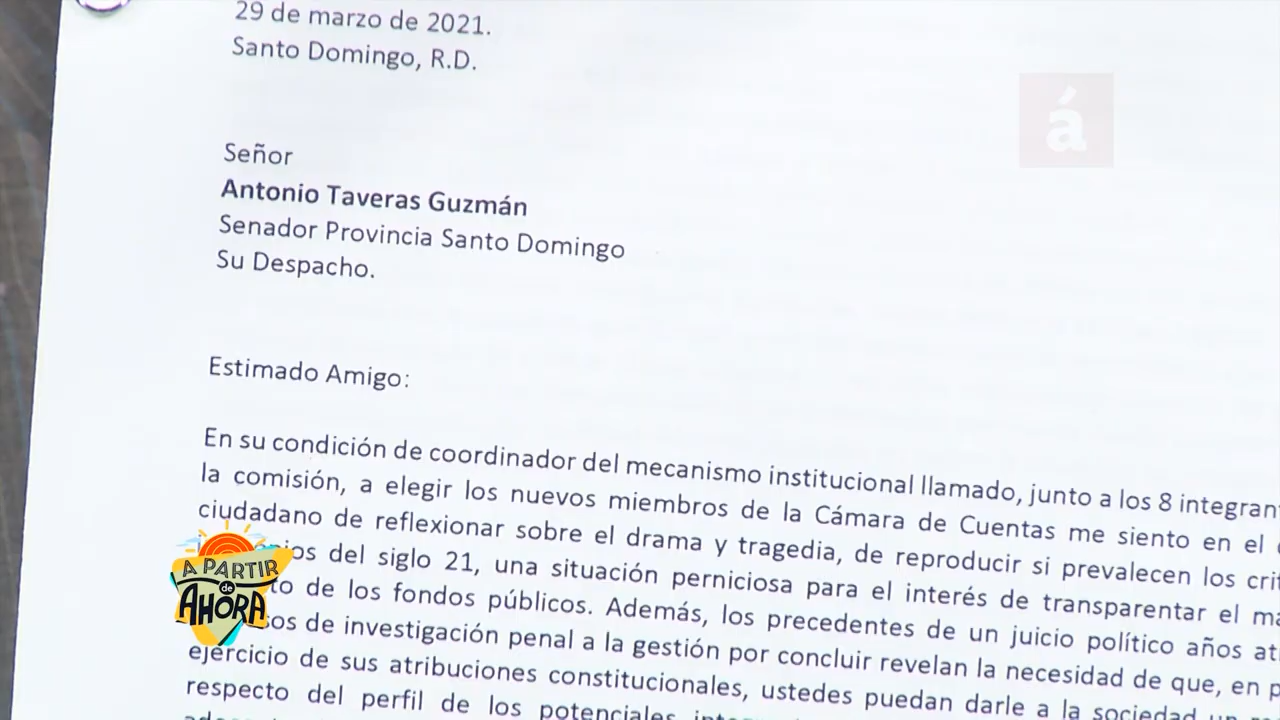 29 de marzo de 2021.
Santo Domingo, R.D.
á
Señor
Antonio Taveras Guzmán
Senador Provincia Santo Domingo
Su Despacho.
Estimado Amigo:
En su condición de coordinador del mecanismo institucional llamado, junto a los 8
la comisión, a elegir los nuevos miembros de la Cámara de Cuentas me siento en el
ciudadano de reflexionar sobre el drama y tragedia, de reproducir si prevalecen los
del siglo 21, una situación perniciosa para el interés de transparentar el
de los fondos públicos. Además, los precedentes de un juicio político años
de investigación penal a la gestión por concluir revelan la necesidad de que, en
ejercicio de sus atribuciones constitucionales, ustedes puedan darle a la sociedad
respecto del perfil de los potenciales
A PARTIR
de
AHORA